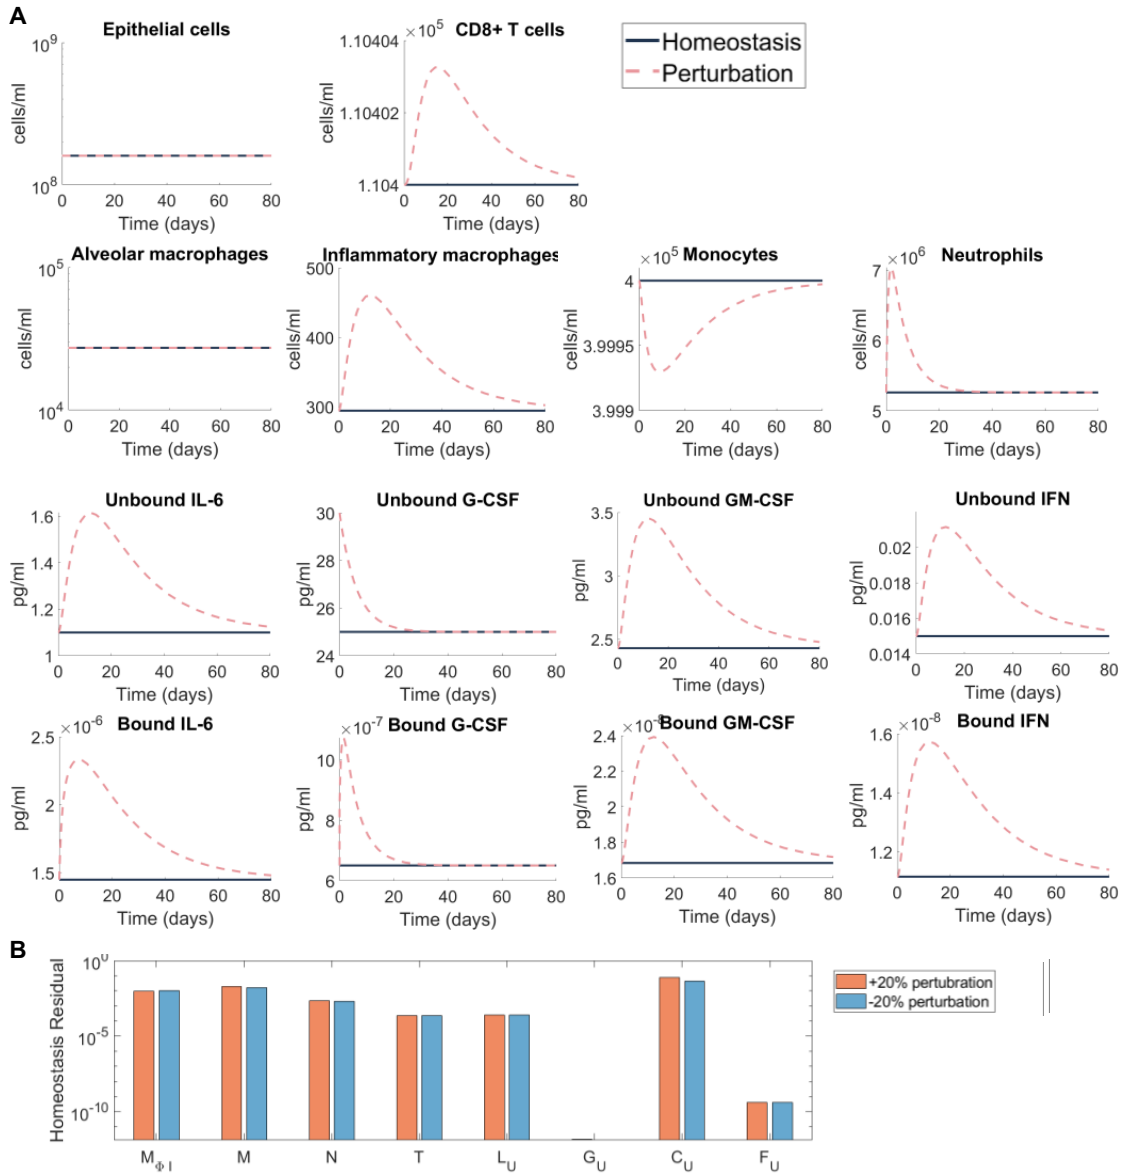 A
Epithelial cells
CD8+ T cells
Homeostasis
Perturbation
10^9
10^8
cells/ml
0 20 40 60 80
Time (days)
×10^5
1.10404
1.10402
1.104
cells/ml
0 20 40 60 80
Time (days)
Alveolar macrophages
Inflammatory macrophages
Monocytes
Neutrophils
10^5
10^4
cells/ml
0 20 40 60 80
Time (days)
500
400
300
cells/ml
0 20 40 60 80
Time (days)
×10^5
4
3.9995
3.999
cells/ml
0 20 40 60 80
Time (days)
×10^6
7
6
5
cells/ml
0 20 40 60 80
Time (days)
Unbound IL-6
Unbound G-CSF
Unbound GM-CSF
Unbound IFN
1.6
1.4
1.2
1
pg/ml
0 20 40 60 80
Time (days)
30
28
26
24
pg/ml
0 20 40 60 80
Time (days)
3.5
3
2.5
pg/ml
0 20 40 60 80
Time (days)
0.02
0.018
0.016
0.014
pg/ml
0 20 40 60 80
Time (days)
Bound IL-6
Bound G-CSF
Bound GM-CSF
Bound IFN
×10^-6
2.5
2
1.5
pg/ml
0 20 40 60 80
Time (days)
×10^-7
10
8
6
pg/ml
0 20 40 60 80
Time (days)
2.4
2.2
2
1.8
1.6
pg/ml
0 20 40 60 80
Time (days)
×10^-8
1.6
1.4
1.2
pg/ml
0 20 40 60 80
Time (days)
B
Homeostasis Residual
10^0
10^-5
10^-10
M_Φ I M N T L_U G_U C_U F_U
+20% pertubration
-20% perturbation